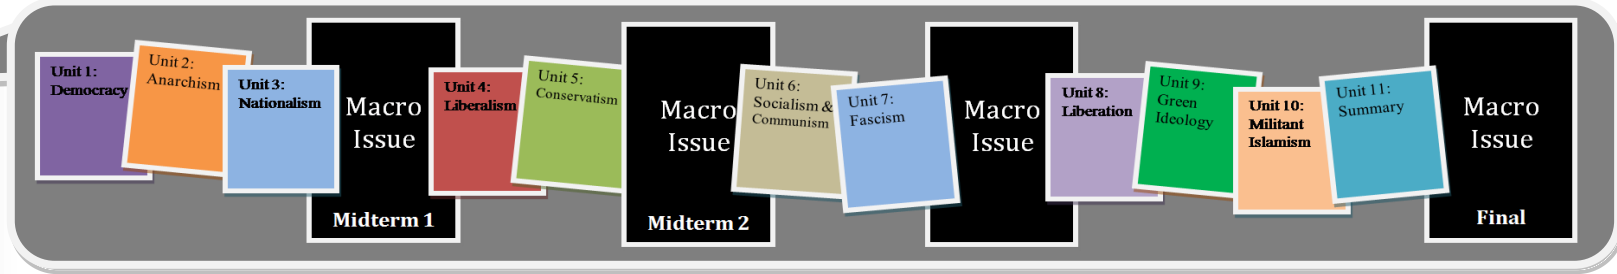 Unit 1:
Democracy
Unit 2:
Anarchism
Unit 3:
Nationalism
Macro
Issue
Midterm 1
Unit 4:
Liberalism
Unit 5:
Conservatism
Macro
Issue
Midterm 2
Unit 6:
Socialism &
Communism
Unit 7:
Fascism
Macro
Issue
Unit 8:
Liberation
Unit 9:
Green
Ideology
Unit 10:
Militant
Islamism
Unit 11:
Summary
Macro
Issue
Final